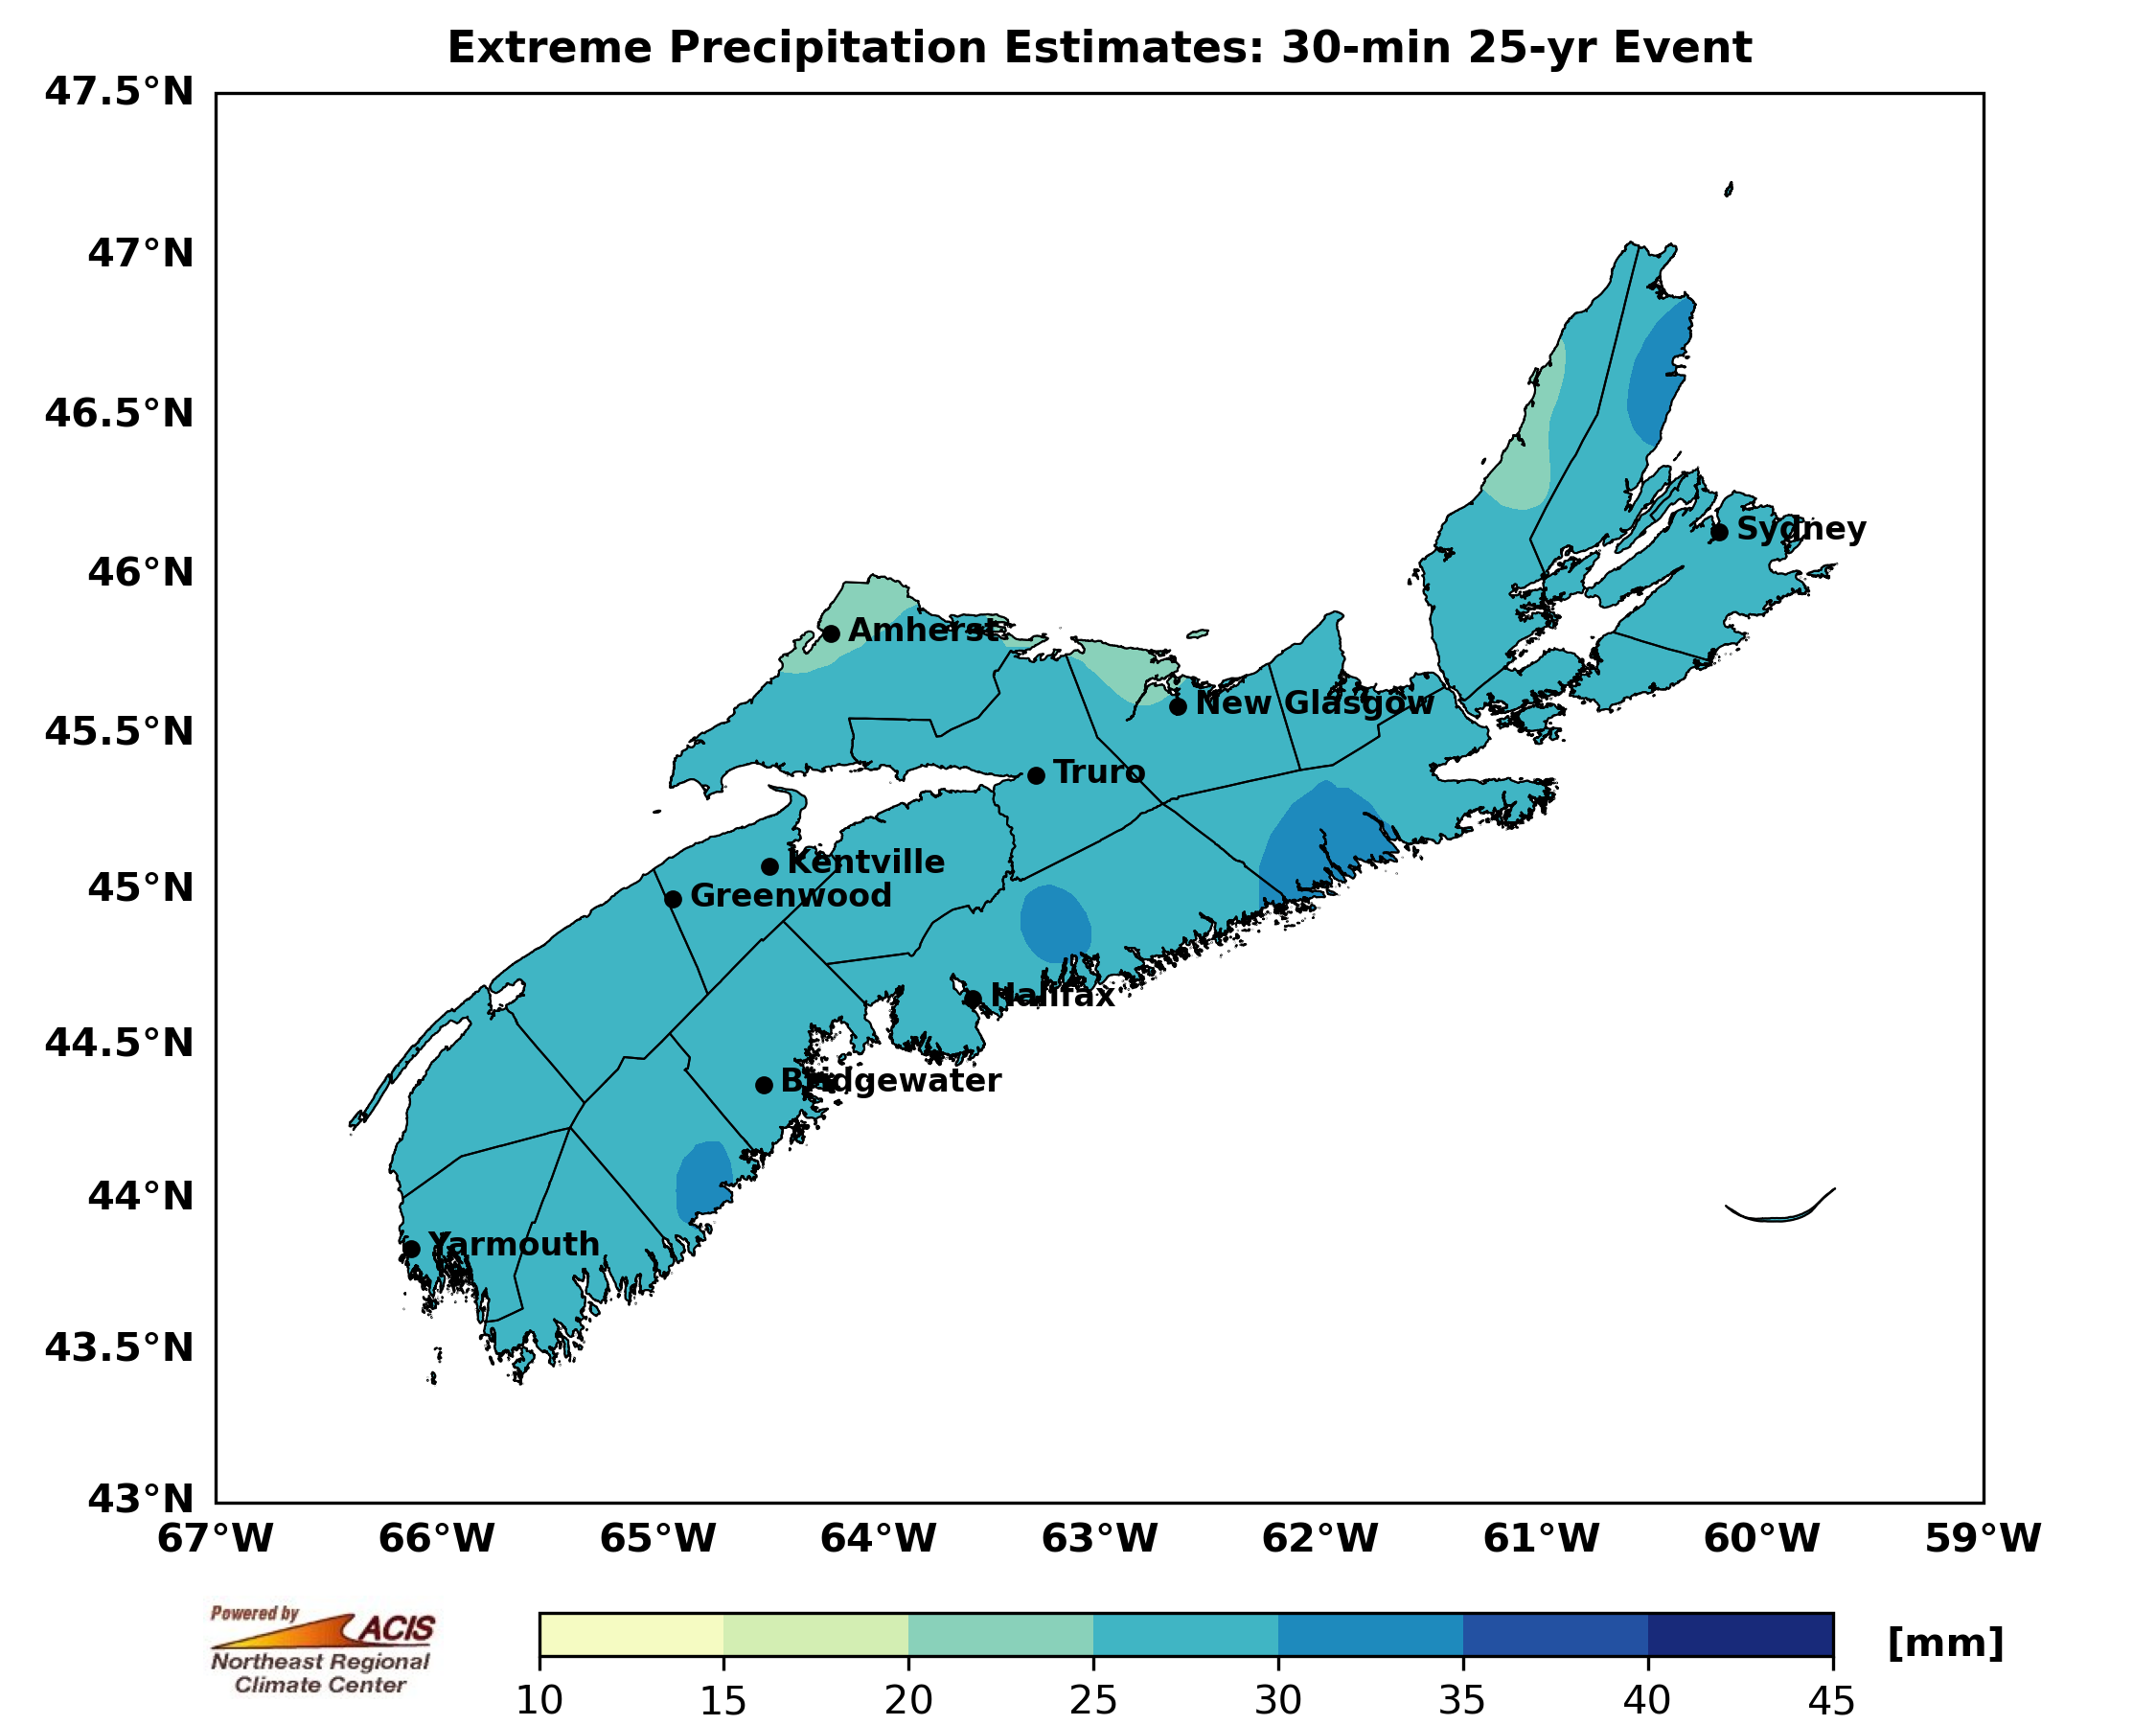 Extreme Precipitation Estimates: 30-min 25-yr Event
47.5°N
47°N
46.5°N
46°N
45.5°N
45°N
44.5°N
44°N
43.5°N
43°N
Sydney
Amherst
New Glasgow
Truro
Kentville
Greenwood
Halifax
Bridgewater
Yarmouth
67°W 66°W 65°W 64°W 63°W 62°W 61°W 60°W 59°W
Powered by
ACIS
Northeast Regional
Climate Center
[mm]
10 15 20 25 30 35 40 45